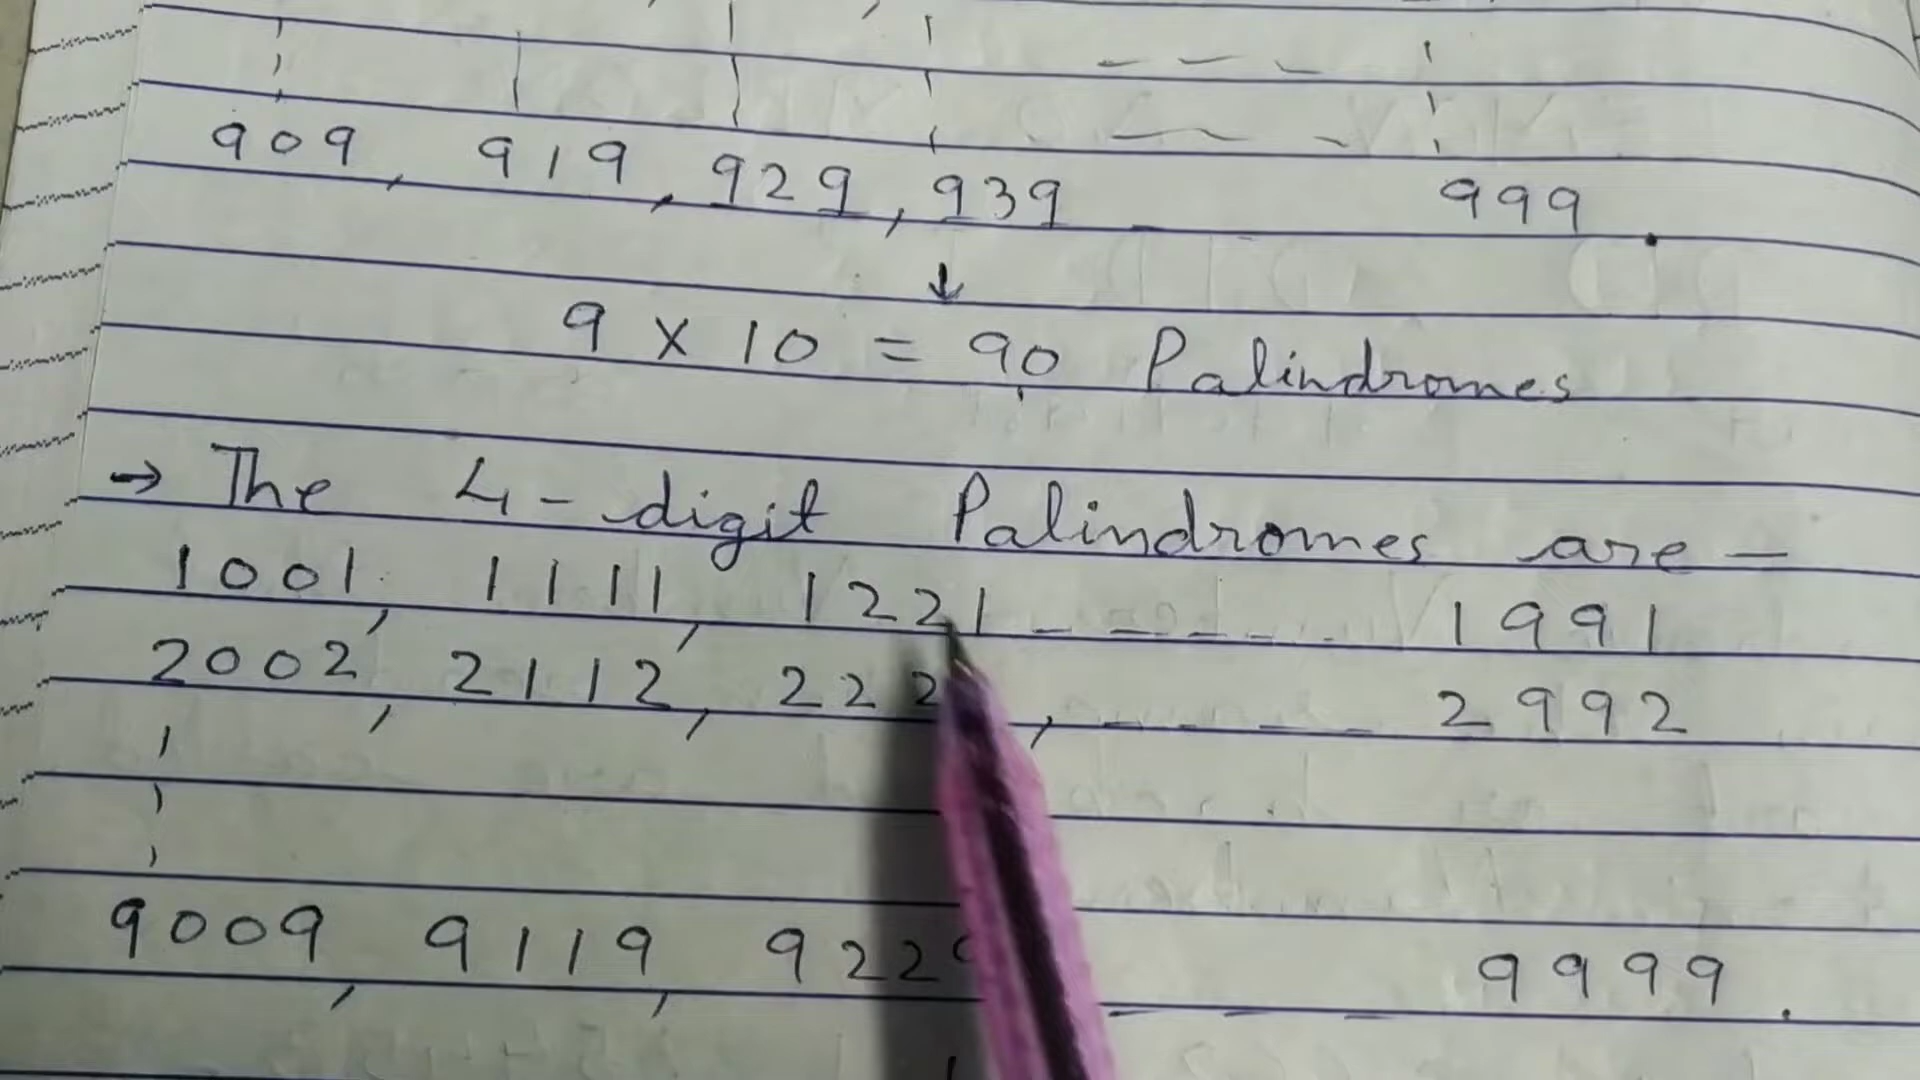 909, 919, 929, 939 _ _ 999.
↓
9 × 10 = 90 Palindromes
→ The 4-digit Palindromes are -
1001, 1111, 1221 _ _ _ _ _ 1991
2002, 2112, 222 , _ _ _ _ 2992
9009, 9119, 922 _ _ _ 9999.